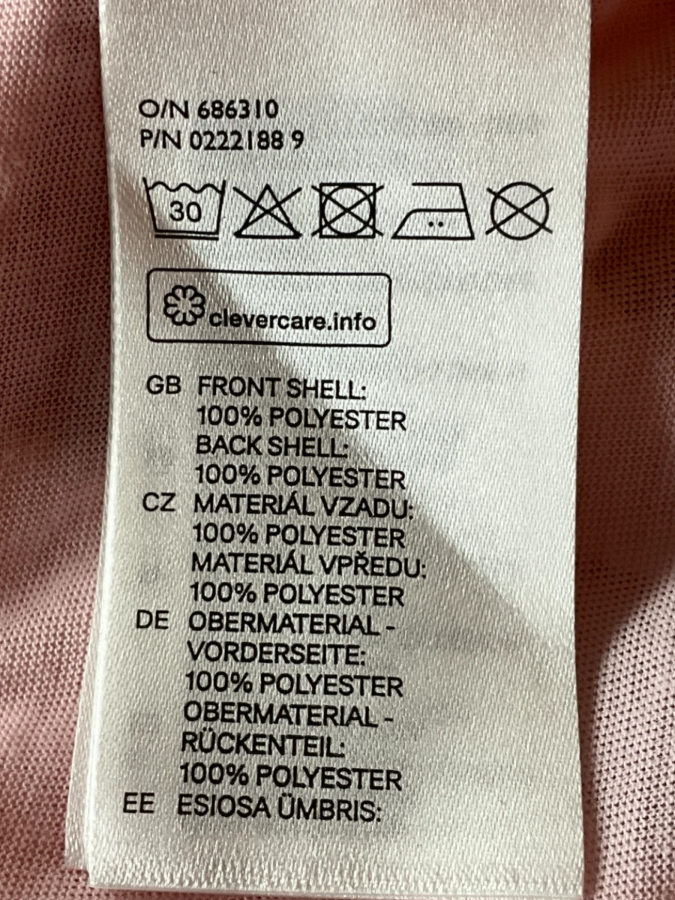 O/N 686310
P/N 0222188 9
30
clevercare.info
GB FRONT SHELL:
100% POLYESTER
BACK SHELL:
100% POLYESTER
CZ MATERIÁL VZADU:
100% POLYESTER
MATERIÁL VPŘEDU:
100% POLYESTER
DE OBERMATERIAL -
VORDERSEITE:
100% POLYESTER
OBERMATERIAL -
RÜCKENTEIL:
100% POLYESTER
EE ESIOSA ÜMBRIS: